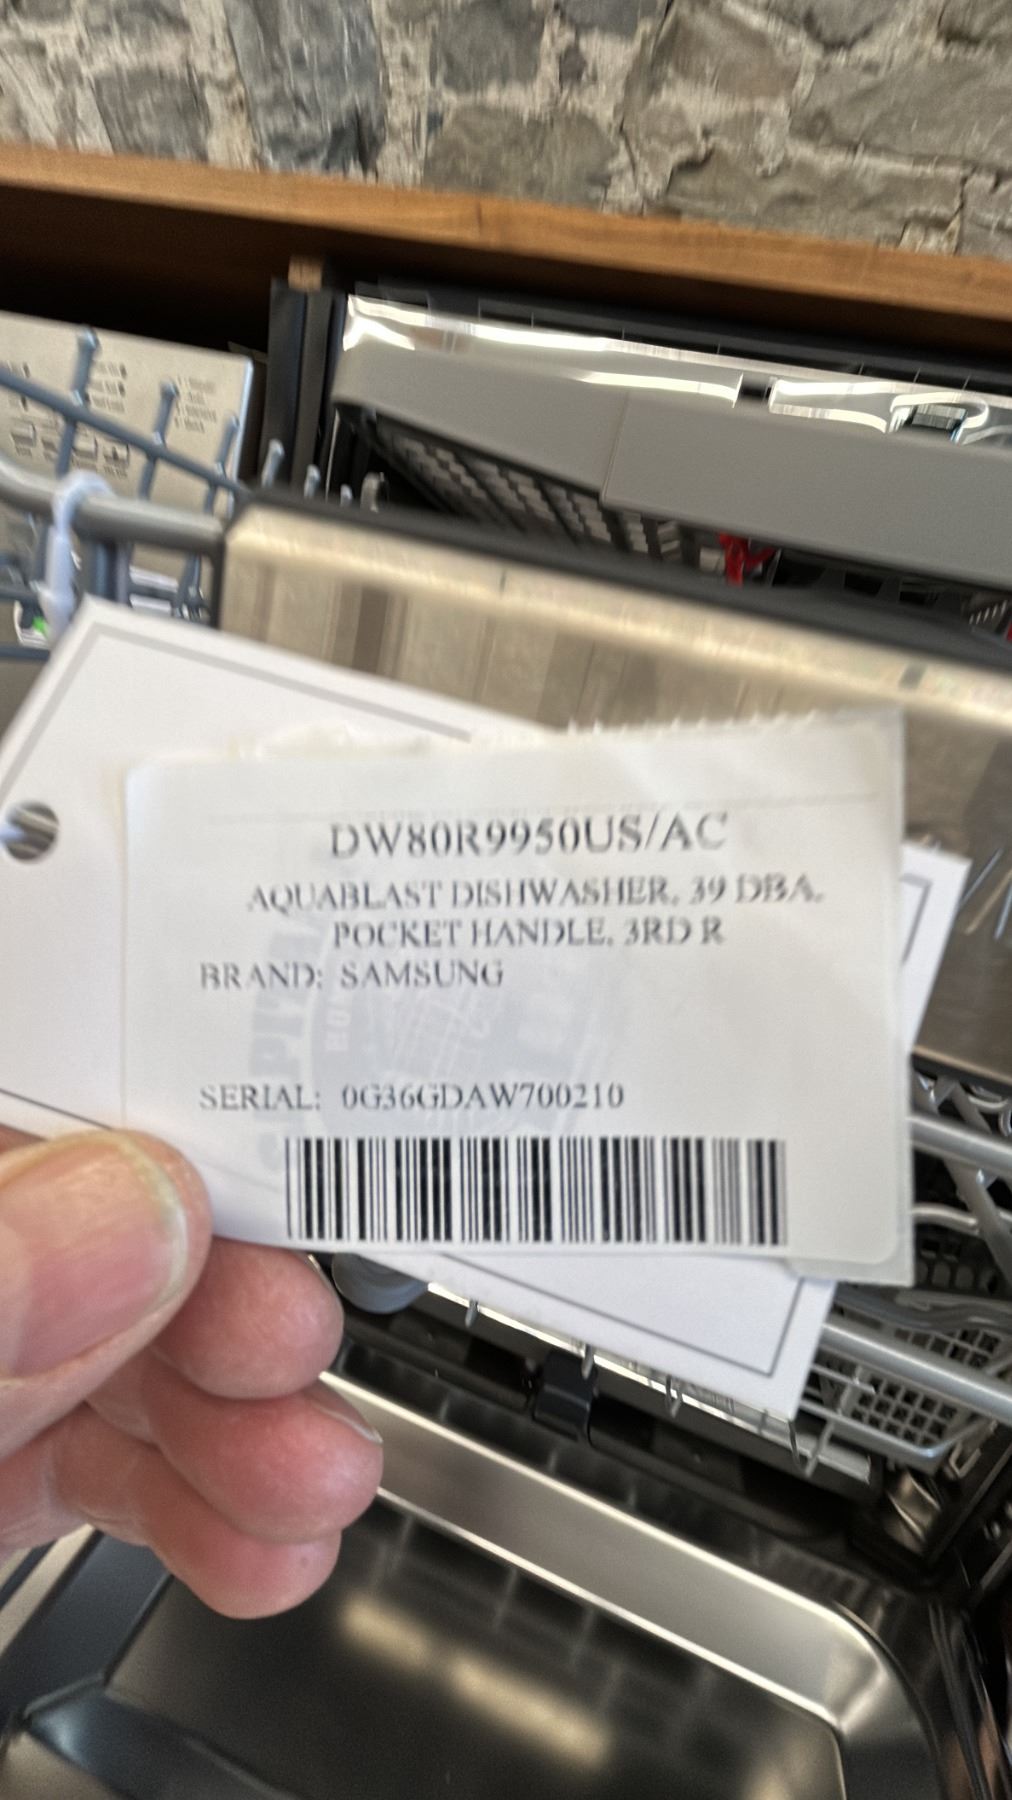 DW80R9950US/AC
AQUABLAST DISHWASHER, 39 DBA,
POCKET HANDLE, 3RD R
BRAND: SAMSUNG
SERIAL: 0G36GDAW700210